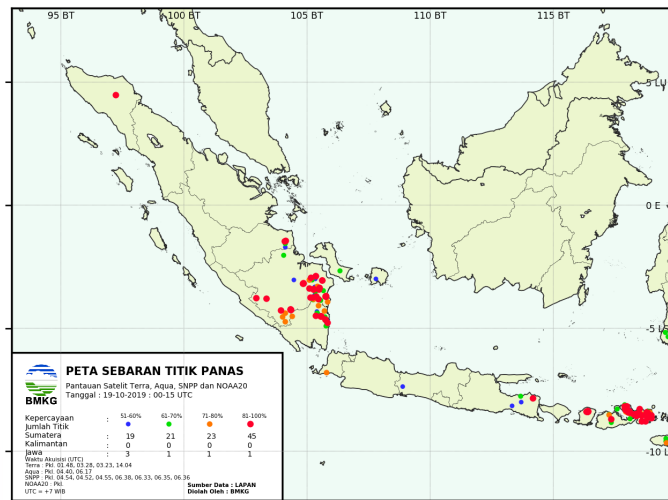 95 BT 100 BT 105 BT 110 BT 115 BT
5 LU
0 E
5 LS
-10 L
BMKG
PETA SEBARAN TITIK PANAS
Pantauan Satelit Terra, Aqua, SNPP dan NOAA20
Tanggal : 19-10-2019 : 00-15 UTC
Kepercayaan : 51-60% 61-70% 71-80% 81-100%
Jumlah Titik
Sumatera : 19 21 23 45
Kalimantan : 0 0 0 0
Jawa : 3 1 1 1
Waktu Akuisisi (UTC)
Terra : Pkl. 01.48, 03.28, 03.23, 14.04
Aqua : Pkl. 04.40, 06.17
SNPP : Pkl. 04.54, 04.52, 04.55, 06.38, 06.33, 06.35, 06.36
NOAA20 : Pkl.
UTC = +7 WIB
Sumber Data : LAPAN
Diolah Oleh : BMKG